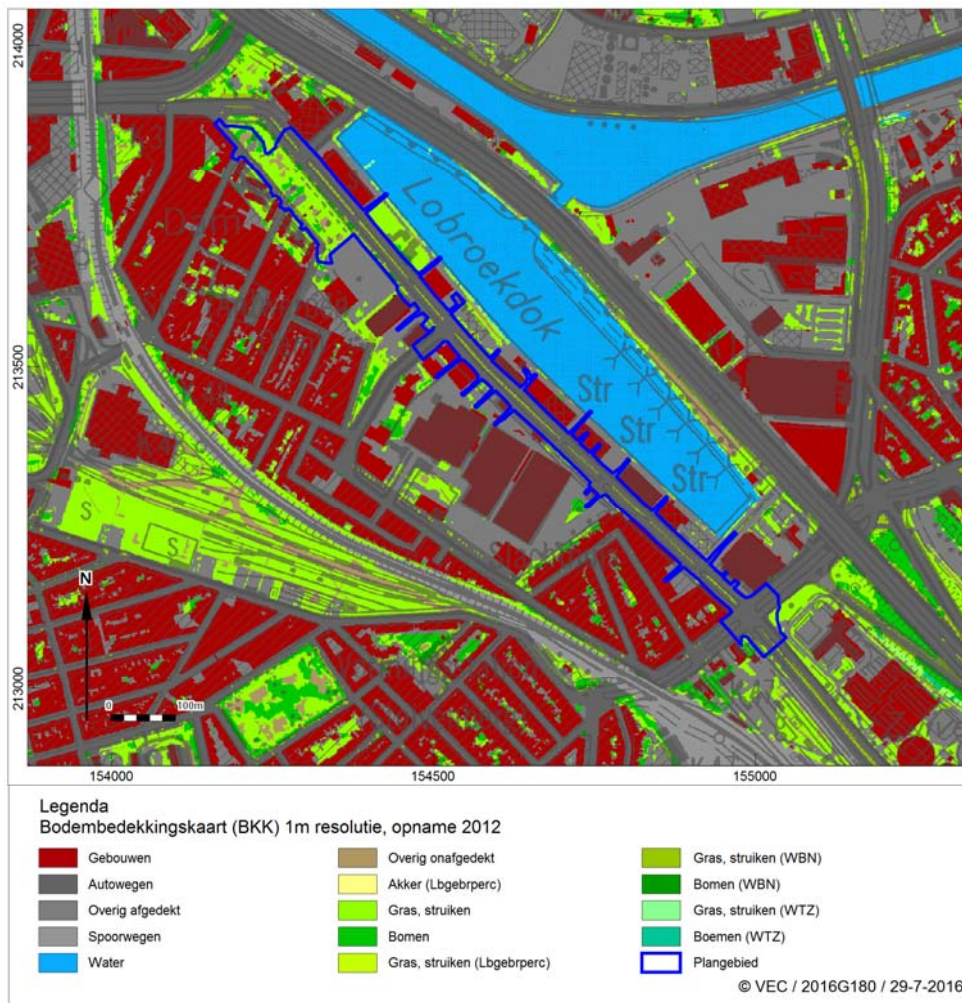 214000
213500
213000
Dam
Lobroekdok
Str
Str
Str
S
S
N
0 100m
154000 154500 155000
Legenda
Bodembedekkingskaart (BKK) 1m resolutie, opname 2012
Gebouwen
Autowegen
Overig afgedekt
Spoorwegen
Water
Overig onafgedekt
Akker (Lbgebrperc)
Gras, struiken
Bomen
Gras, struiken (Lbgebrperc)
Gras, struiken (WBN)
Bomen (WBN)
Gras, struiken (WTZ)
Boemen (WTZ)
Plangebied
© VEC / 2016G180 / 29-7-2016